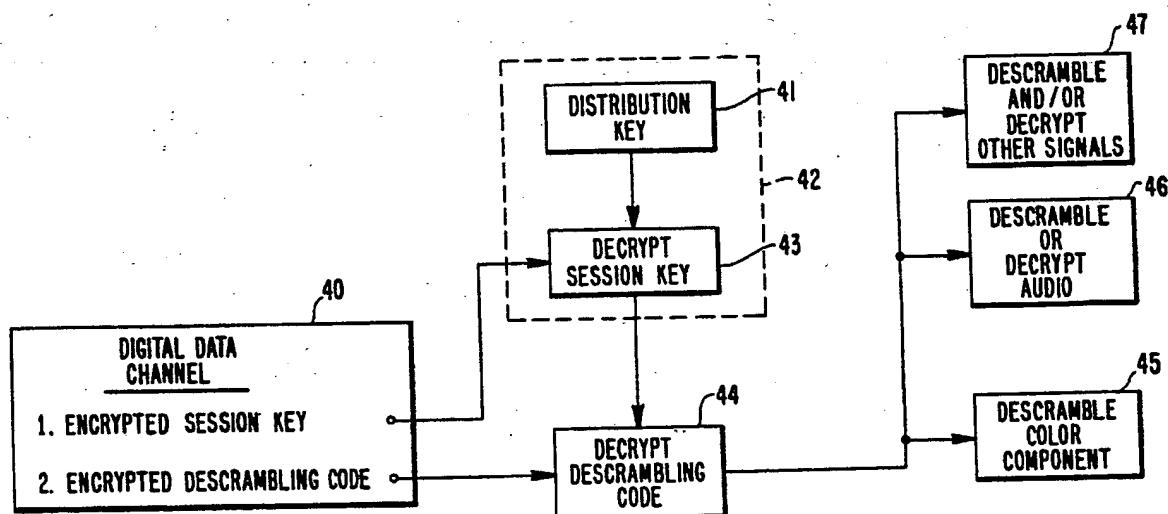 47
DESCRAMBLE
AND/OR
DECRYPT
OTHER SIGNALS
41
DISTRIBUTION
KEY
42
46
DESCRAMBLE
OR
DECRYPT
AUDIO
43
DECRYPT
SESSION KEY
40
DIGITAL DATA
CHANNEL
1. ENCRYPTED SESSION KEY
2. ENCRYPTED DESCRAMBLING CODE
44
DECRYPT
DESCRAMBLING
CODE
45
DESCRAMBLE
COLOR
COMPONENT